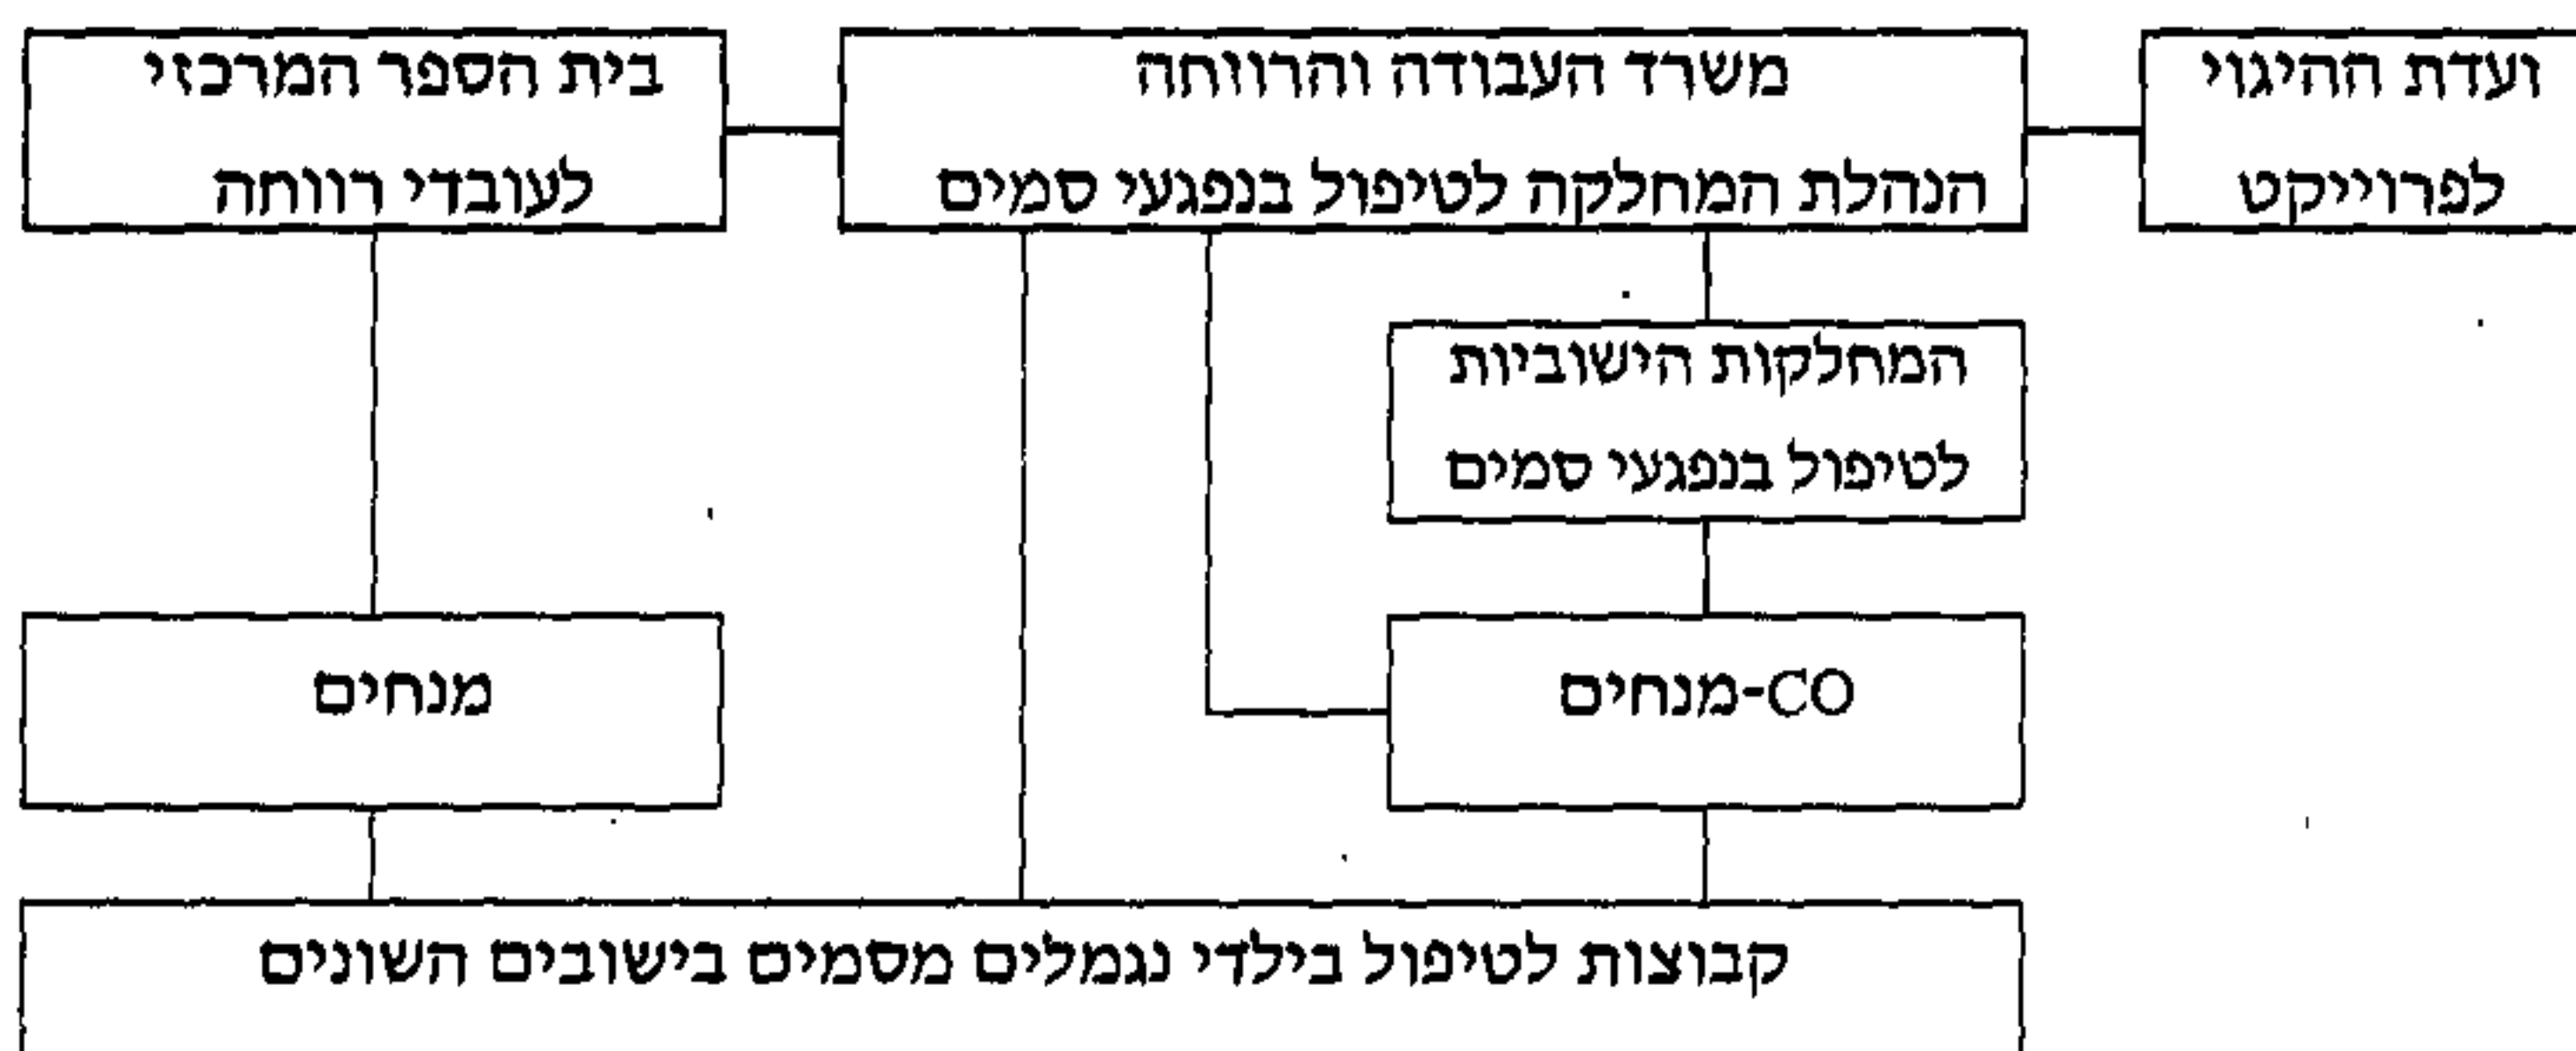 ועדת ההיגוי
לפרוייקט
משרד העבודה והרווחה
הנהלת המחלקה לטיפול בנפגעי סמים
בית הספר המרכזי
לעובדי רווחה
המחלקות הישוביות
לטיפול בנפגעי סמים
CO-מנחים
מנחים
קבוצות לטיפול בילדי נגמלים מסמים בישובים השונים